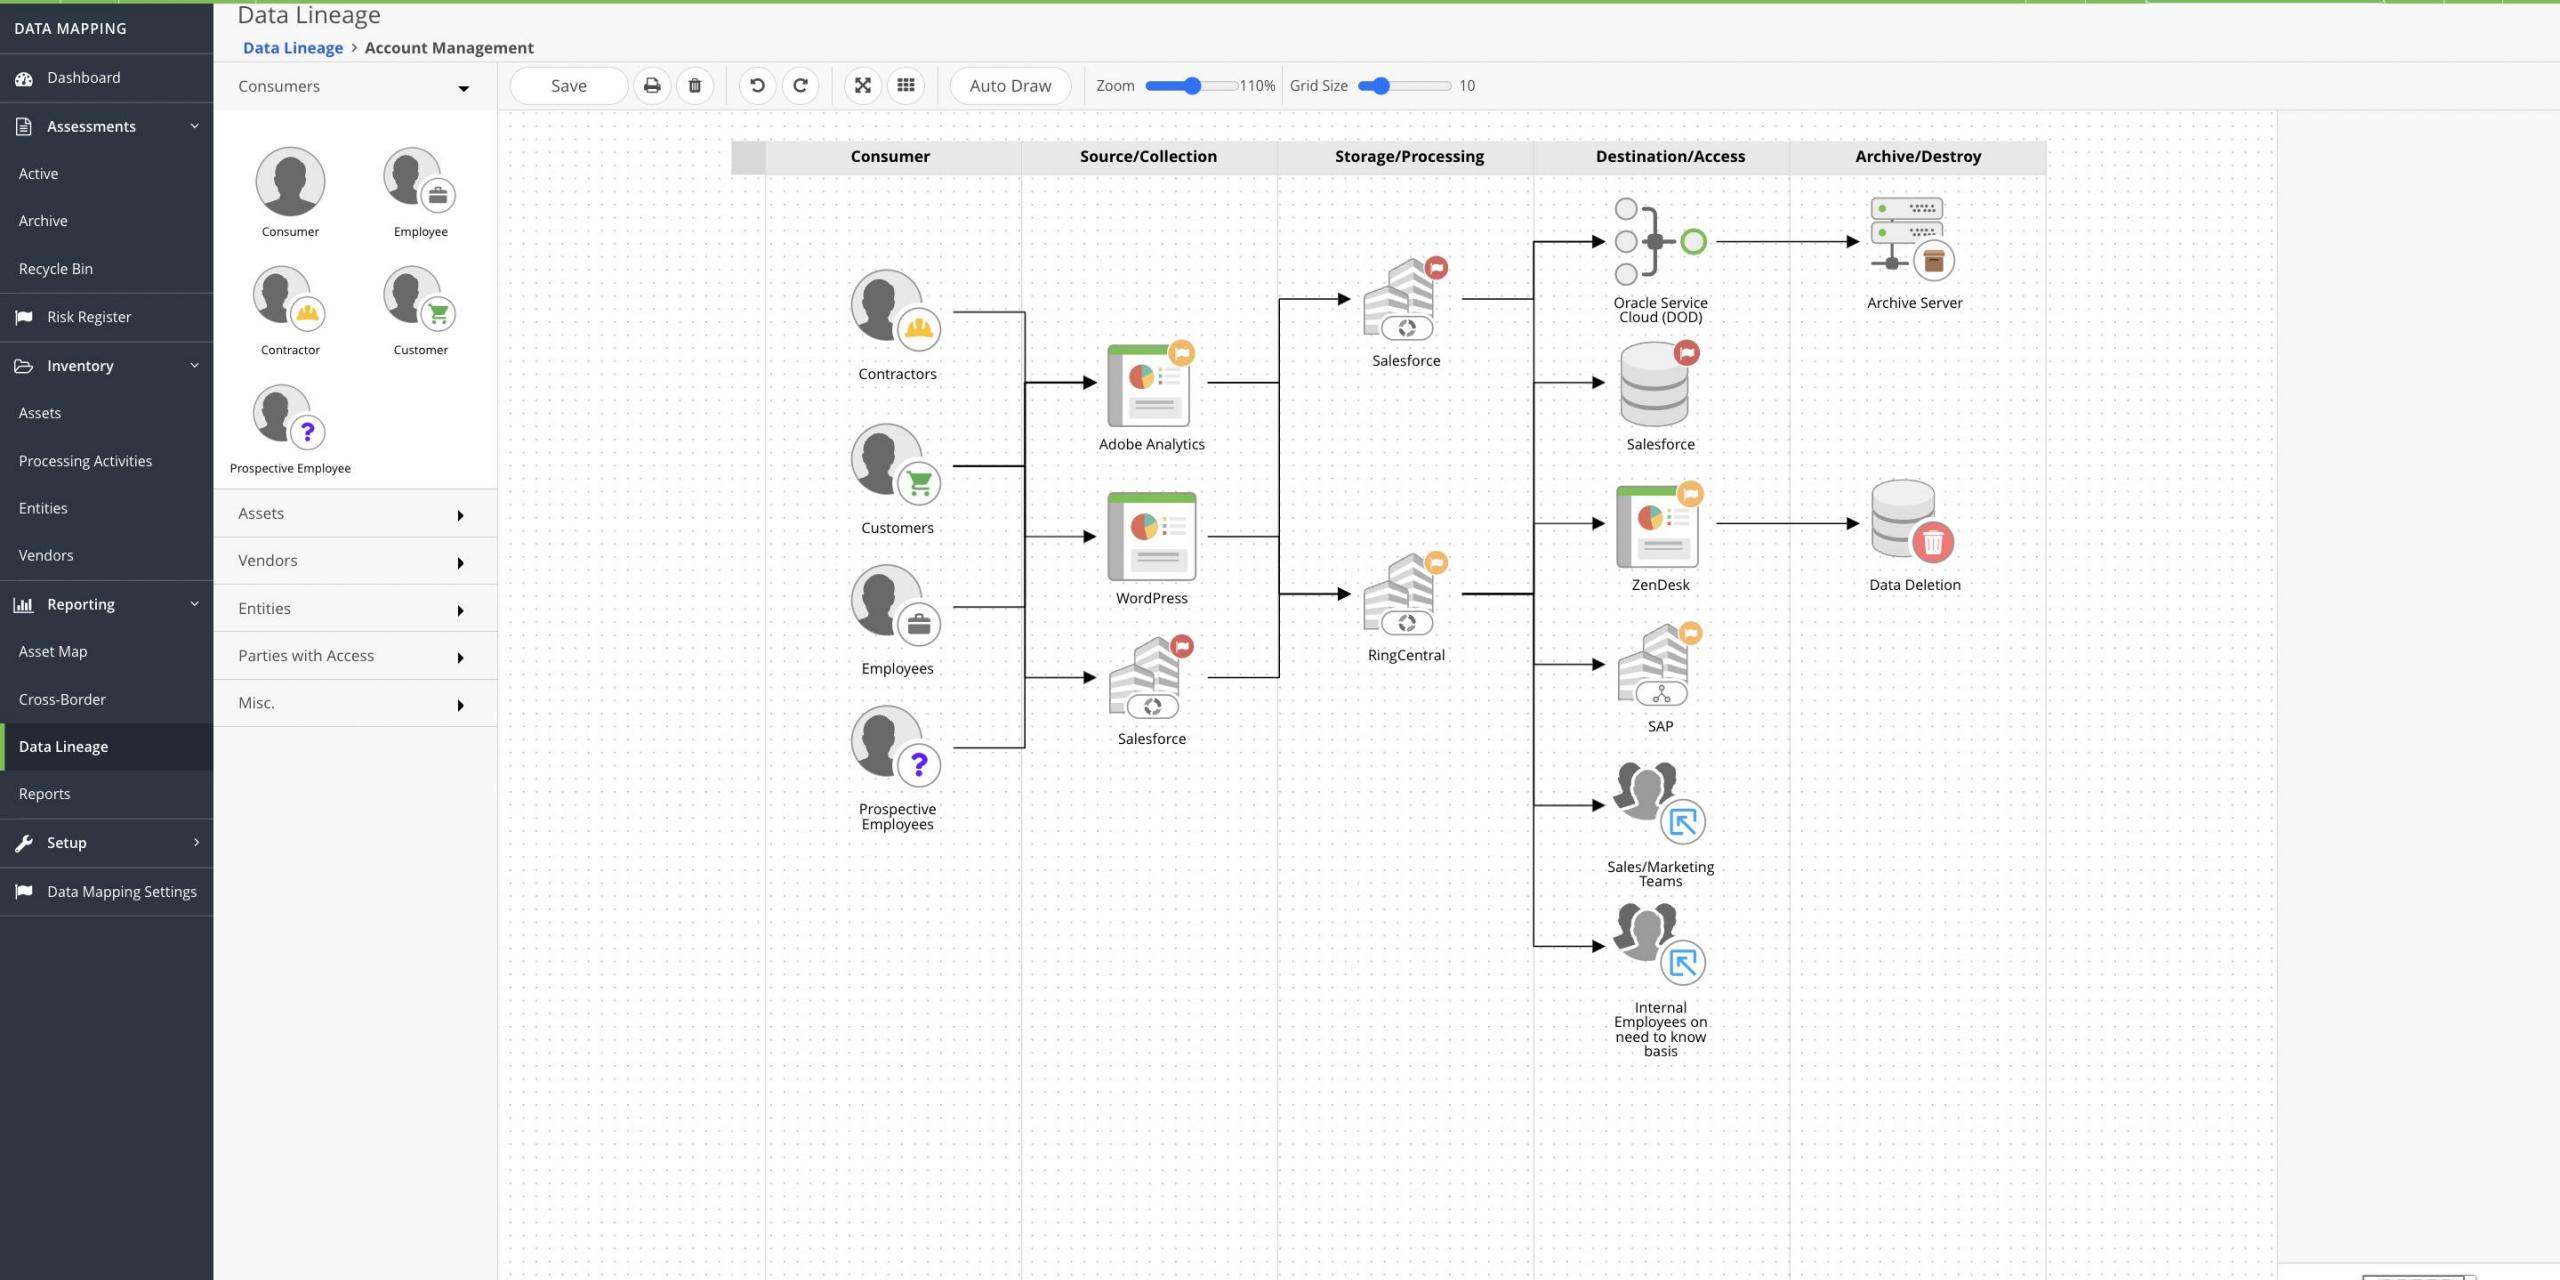 Data Lineage
DATA MAPPING
Data Lineage > Account Management
Dashboard
Assessments
Active
Archive
Recycle Bin
Risk Register
Inventory
Assets
Processing Activities
Entities
Vendors
Reporting
Asset Map
Cross-Border
Data Lineage
Reports
Setup
Data Mapping Settings
Consumers
Consumer
Employee
Contractor
Customer
?
Prospective Employee
Assets
Vendors
Entities
Parties with Access
Misc.
Save
Auto Draw
Zoom
110%
Grid Size
10
Consumer
Source/Collection
Storage/Processing
Destination/Access
Archive/Destroy
Contractors
Customers
Employees
?
Prospective
Employees
Adobe Analytics
WordPress
Salesforce
Salesforce
RingCentral
Oracle Service
Cloud (DOD)
Salesforce
ZenDesk
SAP
Sales/Marketing
Teams
Internal
Employees on
need to know
basis
Archive Server
Data Deletion